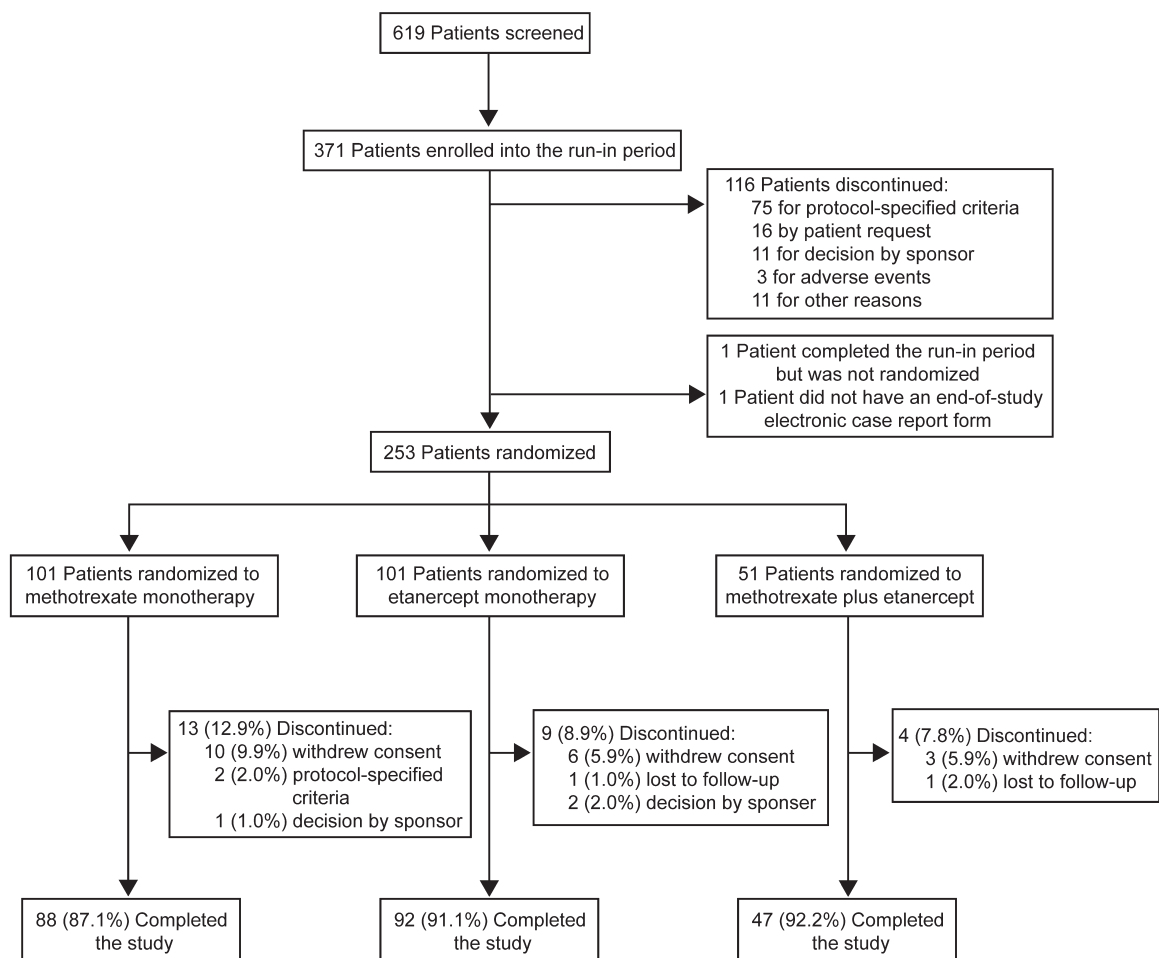 619 Patients screened
371 Patients enrolled into the run-in period
116 Patients discontinued:
75 for protocol-specified criteria
16 by patient request
11 for decision by sponsor
3 for adverse events
11 for other reasons
1 Patient completed the run-in period
but was not randomized
1 Patient did not have an end-of-study
electronic case report form
253 Patients randomized
101 Patients randomized to
methotrexate monotherapy
101 Patients randomized to
etanercept monotherapy
51 Patients randomized to
methotrexate plus etanercept
13 (12.9%) Discontinued:
10 (9.9%) withdrew consent
2 (2.0%) protocol-specified
criteria
1 (1.0%) decision by sponsor
9 (8.9%) Discontinued:
6 (5.9%) withdrew consent
1 (1.0%) lost to follow-up
2 (2.0%) decision by sponser
4 (7.8%) Discontinued:
3 (5.9%) withdrew consent
1 (2.0%) lost to follow-up
88 (87.1%) Completed
the study
92 (91.1%) Completed
the study
47 (92.2%) Completed
the study